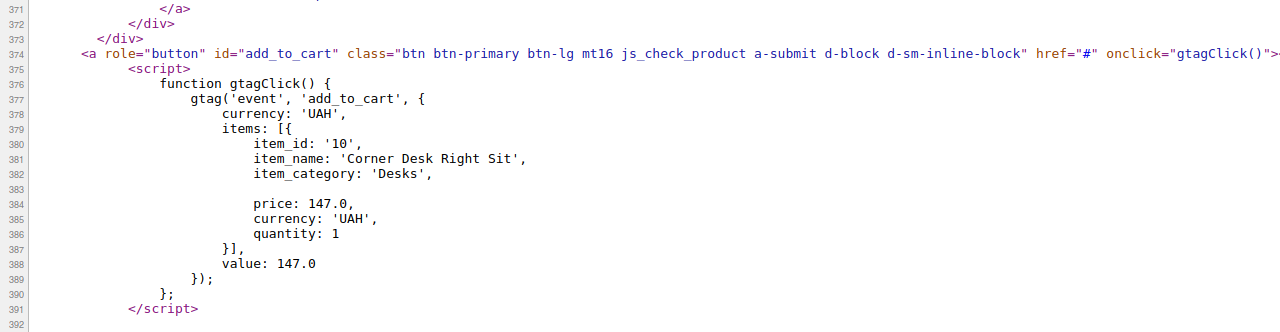 371 </a>
372 </div>
373 </div>
374 <a role="button" id="add_to_cart" class="btn btn-primary btn-lg mt16 js_check_product a-submit d-block d-sm-inline-block" href="#" onclick="gtagClick()">
375 <script>
376 function gtagClick() {
377 gtag('event', 'add_to_cart', {
378 currency: 'UAH',
379 items: [{
380 item_id: '10',
381 item_name: 'Corner Desk Right Sit',
382 item_category: 'Desks',
383
384 price: 147.0,
385 currency: 'UAH',
386 quantity: 1
387 }],
388 value: 147.0
389 });
390 };
391 </script>
392